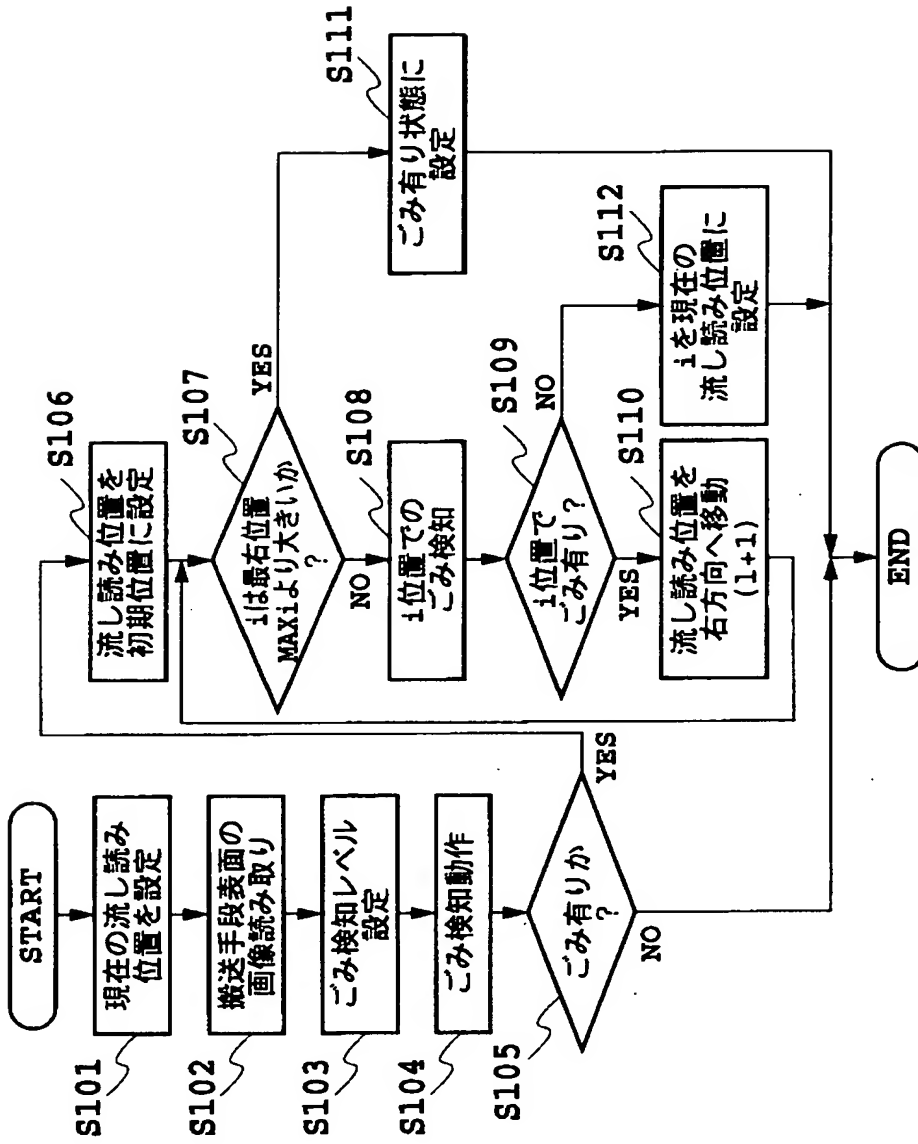 START
S101
現在の流し読み
位置を設定
S102
搬送手段表面の
画像読み取り
S103
ごみ検知レベル
設定
S104
ごみ検知動作
S105
ごみ有りか
?
YES
NO
S106
流し読み位置を
初期位置に設定
S107
iは最右位置
MAXiより大きいか
?
YES
NO
S108
i位置での
ごみ検知
S109
i位置で
ごみ有り?
NO
YES
S110
流し読み位置を
右方向へ移動
(l+1)
S111
ごみ有り状態に
設定
S112
iを現在の
流し読み位置に
設定
END